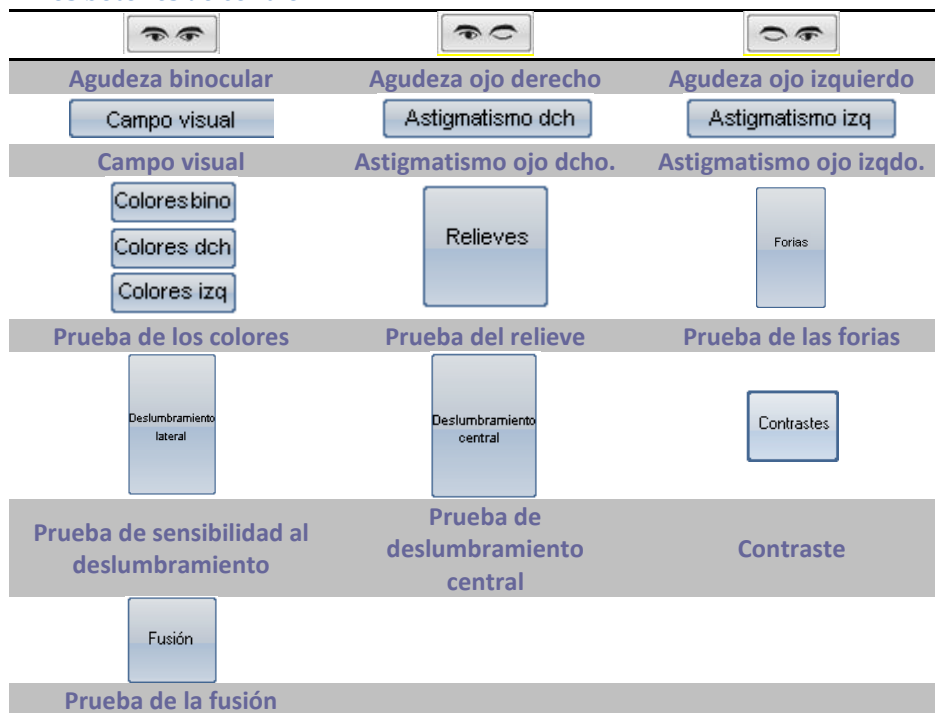 Agudeza binocular Agudeza ojo derecho Agudeza ojo izquierdo
Campo visual Astigmatismo dch Astigmatismo izq
Campo visual Astigmatismo ojo dcho. Astigmatismo ojo izqdo.
Colores bino
Colores dch
Colores izq
Relieves
Forias
Prueba de los colores Prueba del relieve Prueba de las forias
Deslumbramiento
lateral
Deslumbramiento
central
Contrastes
Prueba de sensibilidad al
deslumbramiento
Prueba de
deslumbramiento
central
Contraste
Fusión
Prueba de la fusión